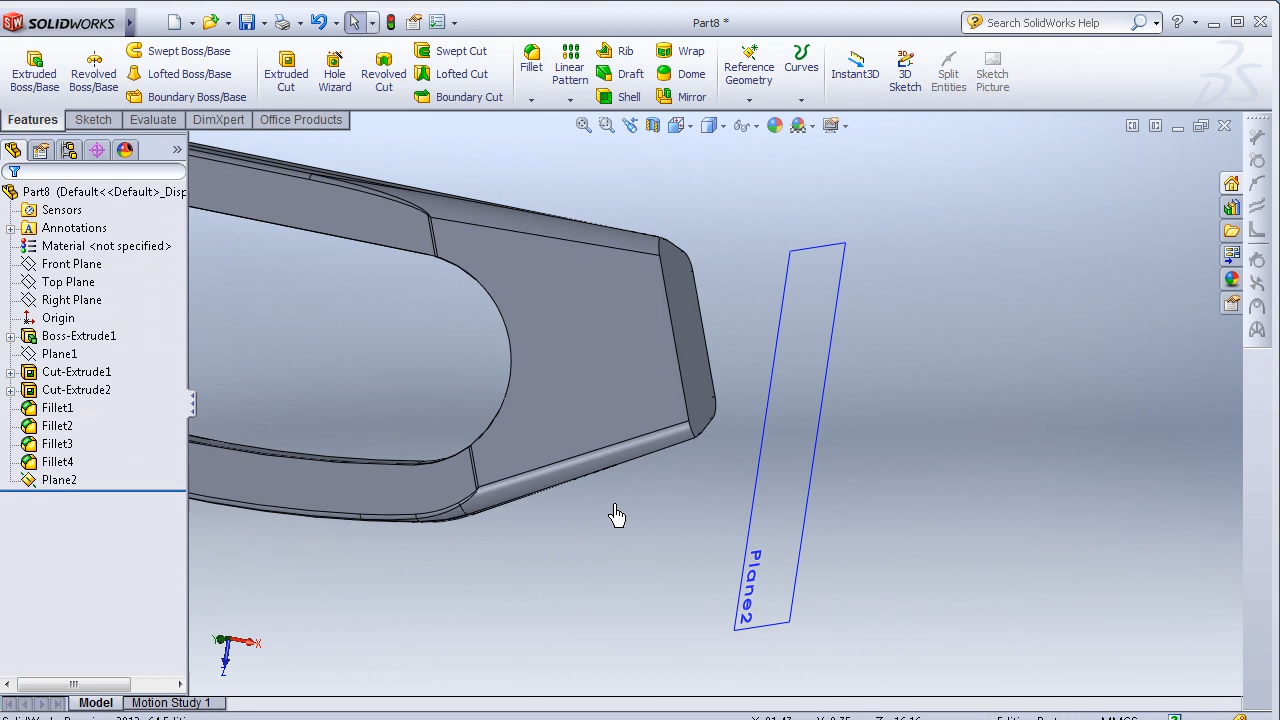 SOLIDWORKS
Part8 *
Search SolidWorks Help
Extruded Boss/Base
Revolved Boss/Base
Swept Boss/Base
Lofted Boss/Base
Boundary Boss/Base
Extruded Cut
Hole Wizard
Revolved Cut
Swept Cut
Lofted Cut
Boundary Cut
Fillet
Linear Pattern
Rib
Draft
Shell
Wrap
Dome
Mirror
Reference Geometry
Curves
Instant3D
3D Sketch
Split Entities
Sketch Picture
Features
Sketch
Evaluate
DimXpert
Office Products
Part8 (Default<<Default>_Disp
Sensors
Annotations
Material <not specified>
Front Plane
Top Plane
Right Plane
Origin
Boss-Extrude1
Plane1
Cut-Extrude1
Cut-Extrude2
Fillet1
Fillet2
Fillet3
Fillet4
Plane2
Plane2
Y
X
Z
Model
Motion Study 1